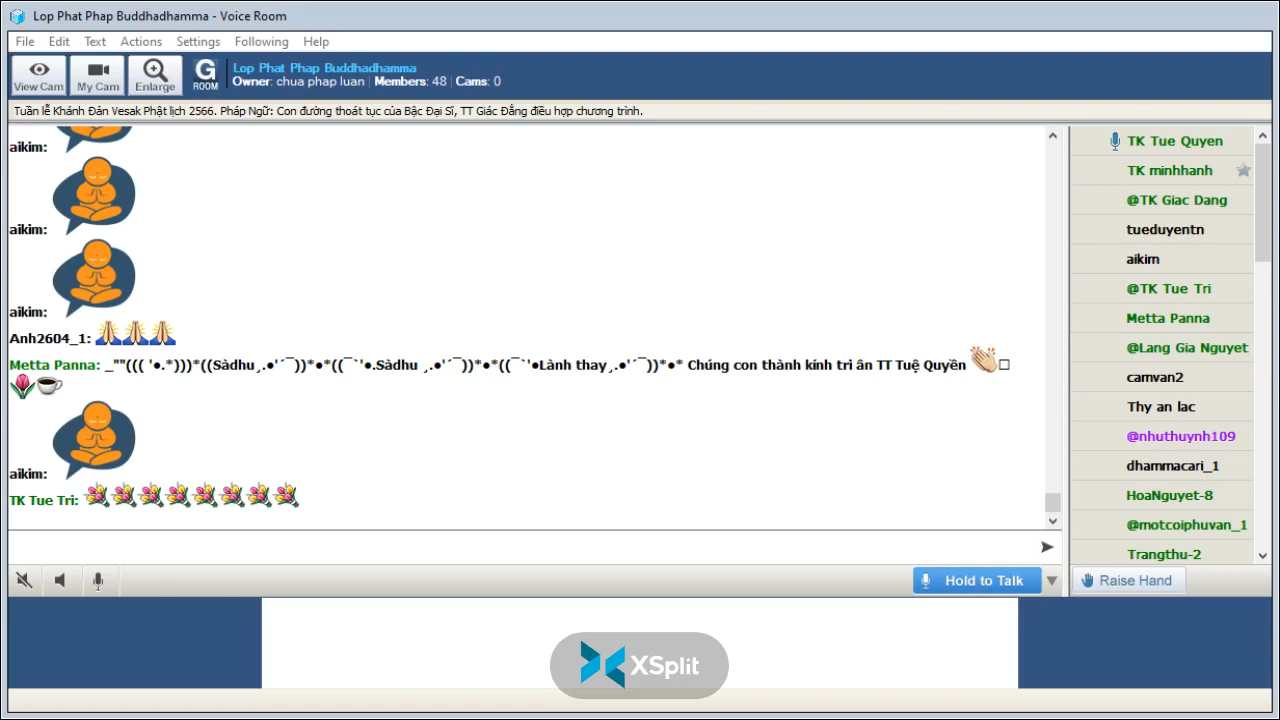 Lop Phat Phap Buddhadhamma - Voice Room
File Edit Text Actions Settings Following Help
View Cam
My Cam
Enlarge
G ROOM
Lop Phat Phap Buddhadhamma
Owner: chua phap luan | Members: 48 | Cams: 0
Tuần lễ Khánh Đản Vesak Phật lịch 2566. Pháp Ngữ: Con đường thoát tục của Bậc Đại Sĩ, TT Giác Đẳng điều hợp chương trình.
aikim:
aikim:
aikim:
Anh2604_1:
Metta Panna: _""((( '●.*)))*((Sàdhu¸.●'´¯))*●*((¯`'●.Sàdhu ¸.●'´¯))*●*((¯`'●Lành thay¸.●'´¯))*●* Chúng con thành kính tri ân TT Tuệ Quyền
aikim:
TK Tue Tri:
TK Tue Quyen
TK minhhanh
@TK Giac Dang
tueduyentn
aikim
@TK Tue Tri
Metta Panna
@Lang Gia Nguyet
camvan2
Thy an lac
@nhuthuynh109
dhammacari_1
HoaNguyet-8
@motcoiphuvan_1
Trangthu-2
Hold to Talk
Raise Hand
XSplit